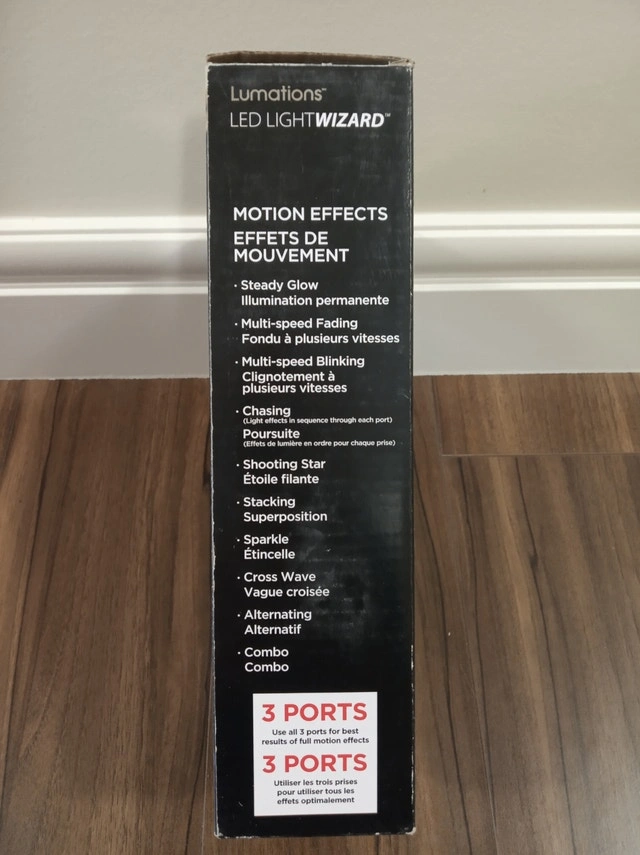 Lumations™
LED LIGHTWIZARD™
MOTION EFFECTS
EFFETS DE
MOUVEMENT
· Steady Glow
Illumination permanente
· Multi-speed Fading
Fondu à plusieurs vitesses
· Multi-speed Blinking
Clignotement à
plusieurs vitesses
· Chasing
(Light effects in sequence through each port)
Poursuite
(Effets de lumière en ordre pour chaque prise)
· Shooting Star
Étoile filante
· Stacking
Superposition
· Sparkle
Étincelle
· Cross Wave
Vague croisée
· Alternating
Alternatif
· Combo
Combo
3 PORTS
Use all 3 ports for best
results of full motion effects
3 PORTS
Utiliser les trois prises
pour utiliser tous les
effets optimalement